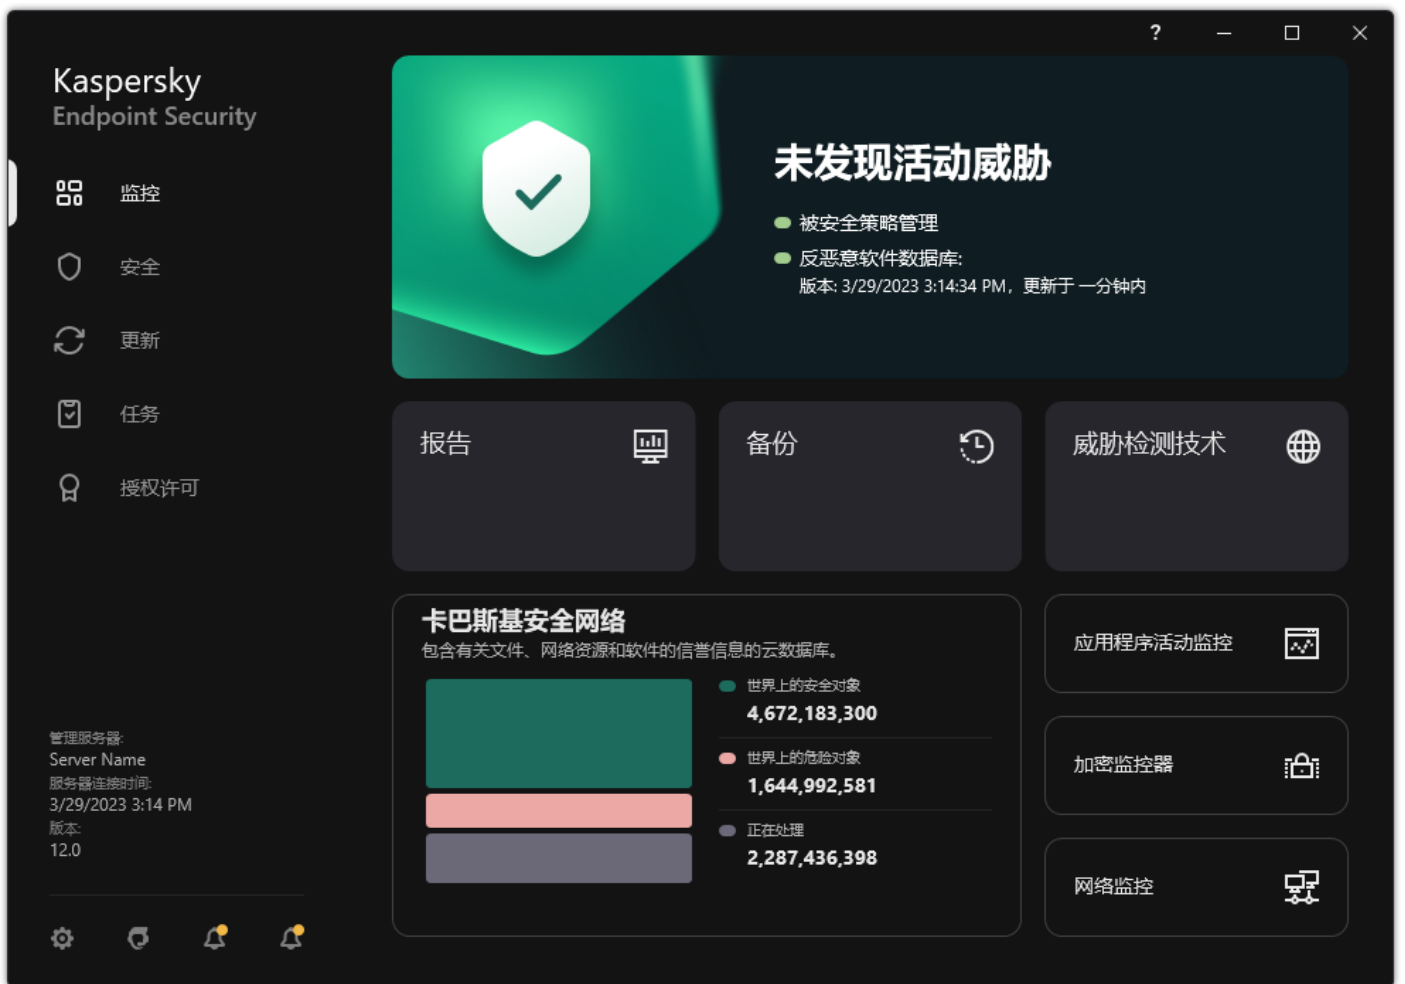 ?
Kaspersky
Endpoint Security
监控
安全
更新
任务
授权许可
管理服务器:
Server Name
服务器连接时间:
3/29/2023 3:14 PM
版本:
12.0
未发现活动威胁
被安全策略管理
反恶意软件数据库:
版本: 3/29/2023 3:14:34 PM，更新于 一分钟内
报告
备份
威胁检测技术
卡巴斯基安全网络
包含有关文件、网络资源和软件的信誉信息的云数据库。
世界上的安全对象
4,672,183,300
世界上的危险对象
1,644,992,581
正在处理
2,287,436,398
应用程序活动监控
加密监控器
网络监控